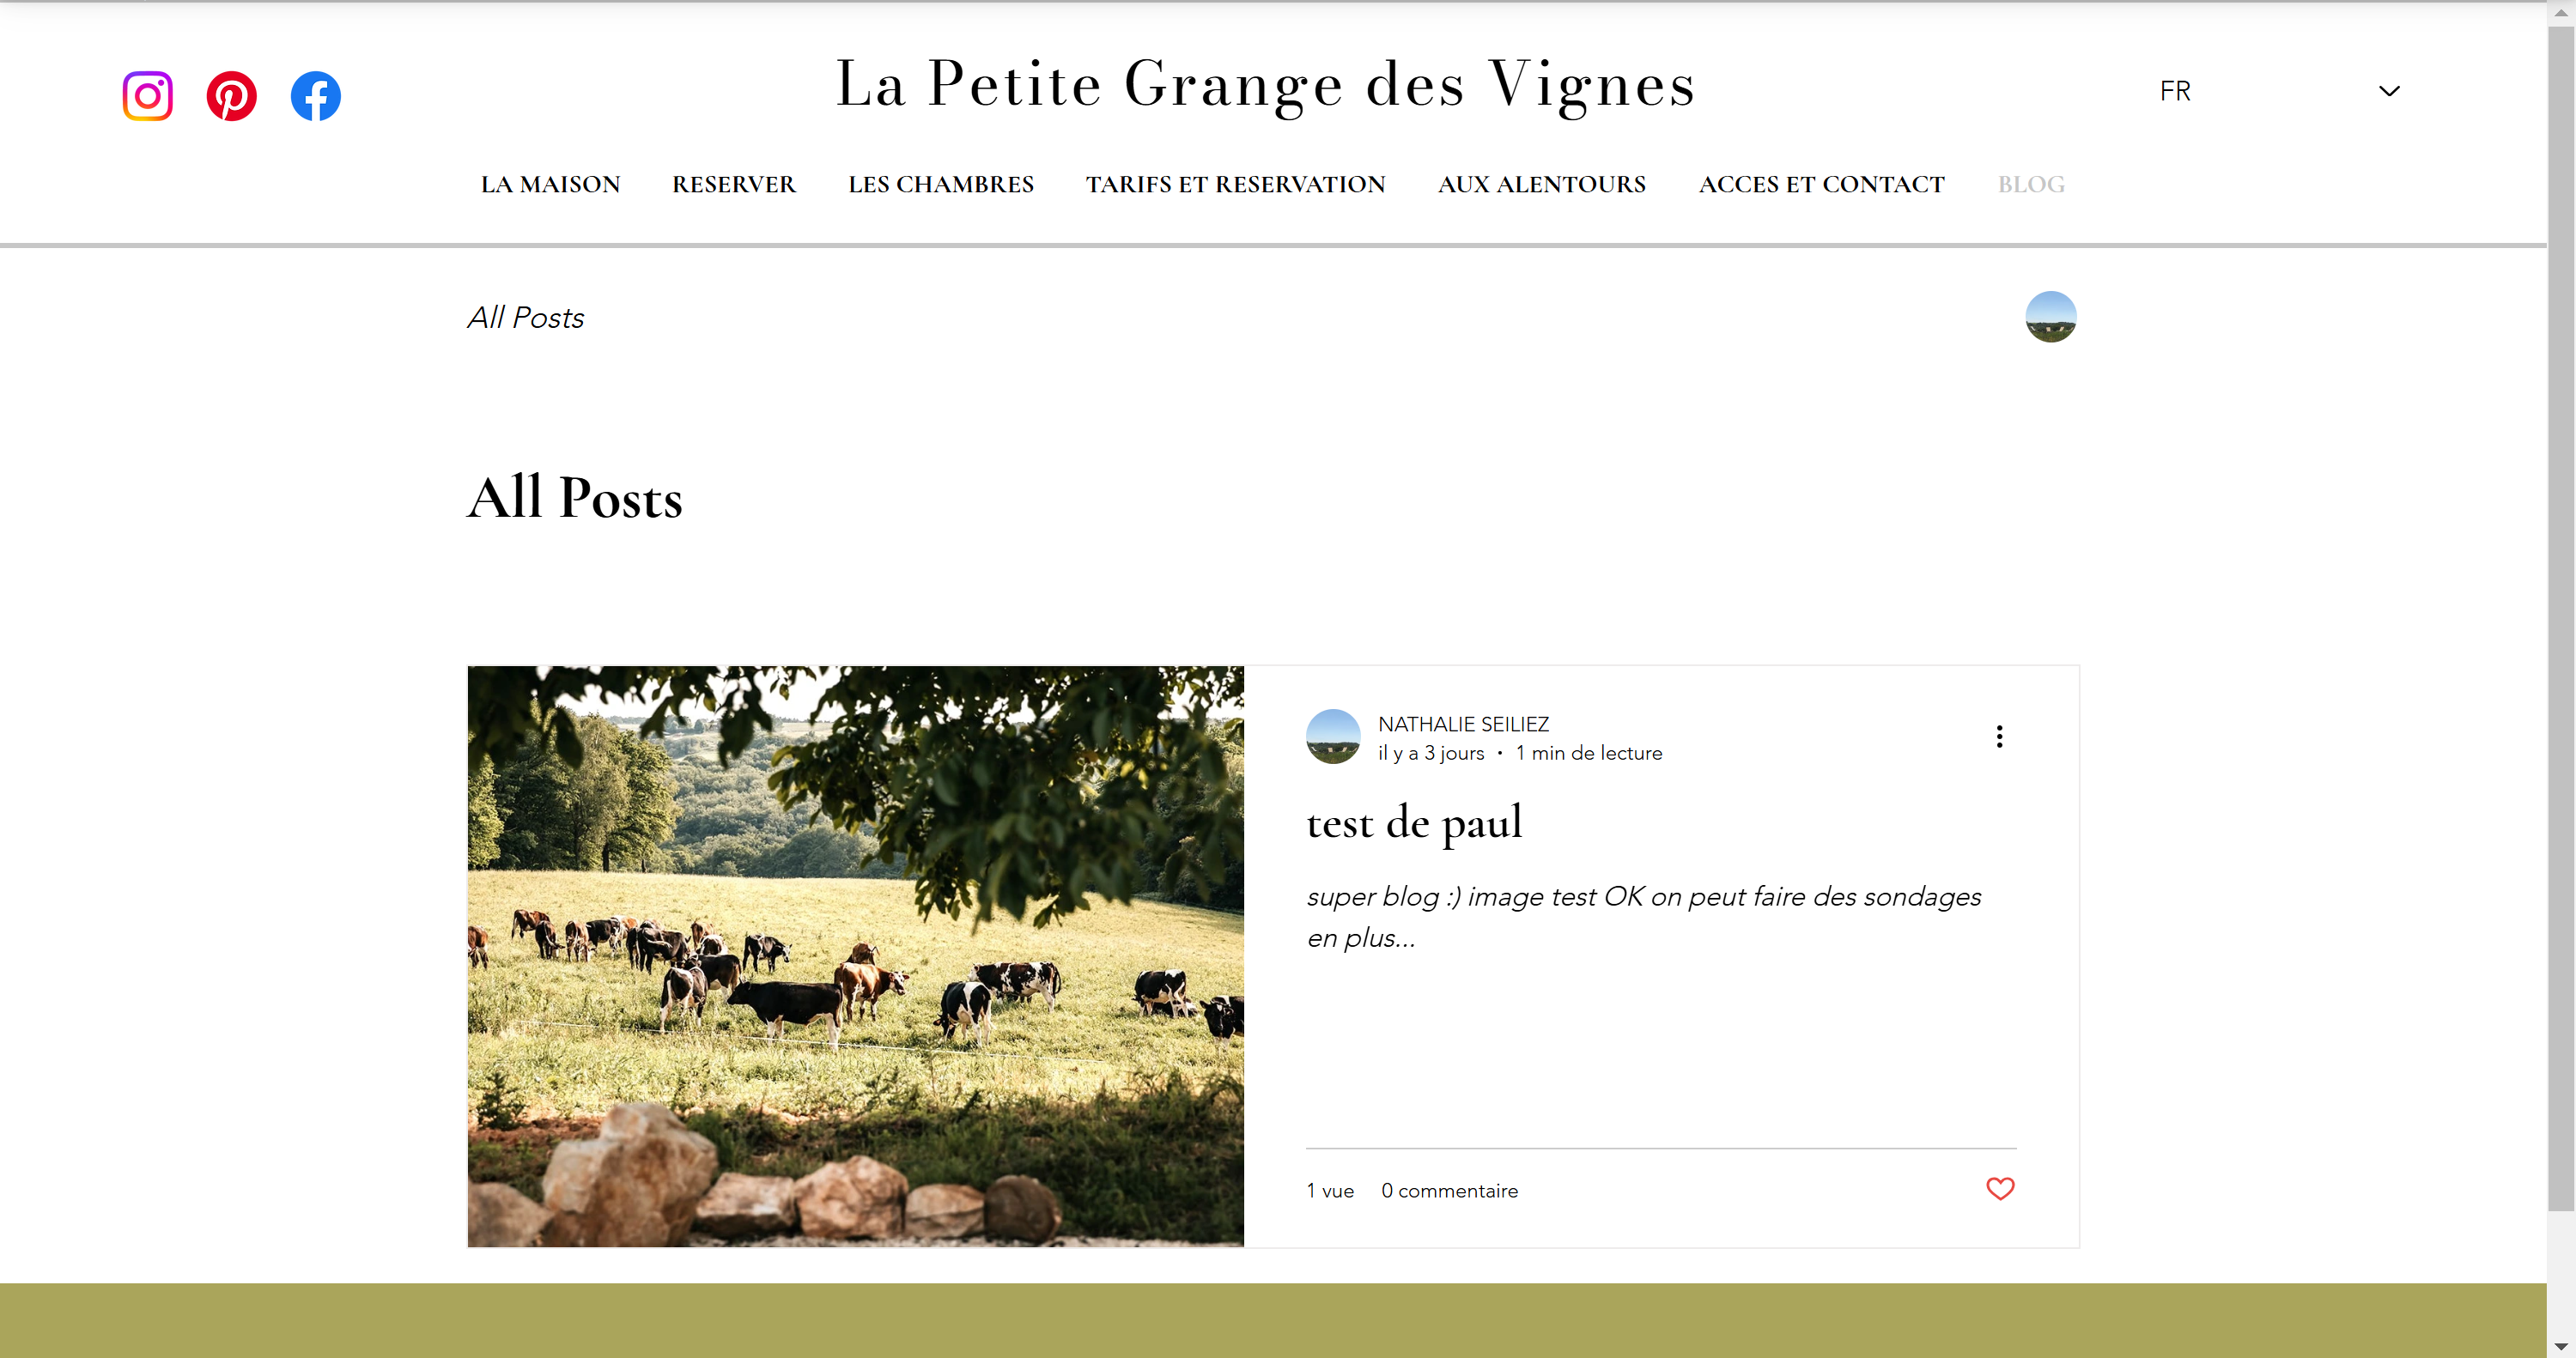 La Petite Grange des Vignes
FR
LA MAISON RESERVER LES CHAMBRES TARIFS ET RESERVATION AUX ALENTOURS ACCES ET CONTACT BLOG
All Posts
All Posts
NATHALIE SEILIEZ
il y a 3 jours · 1 min de lecture
test de paul
super blog :) image test OK on peut faire des sondages
en plus...
1 vue 0 commentaire